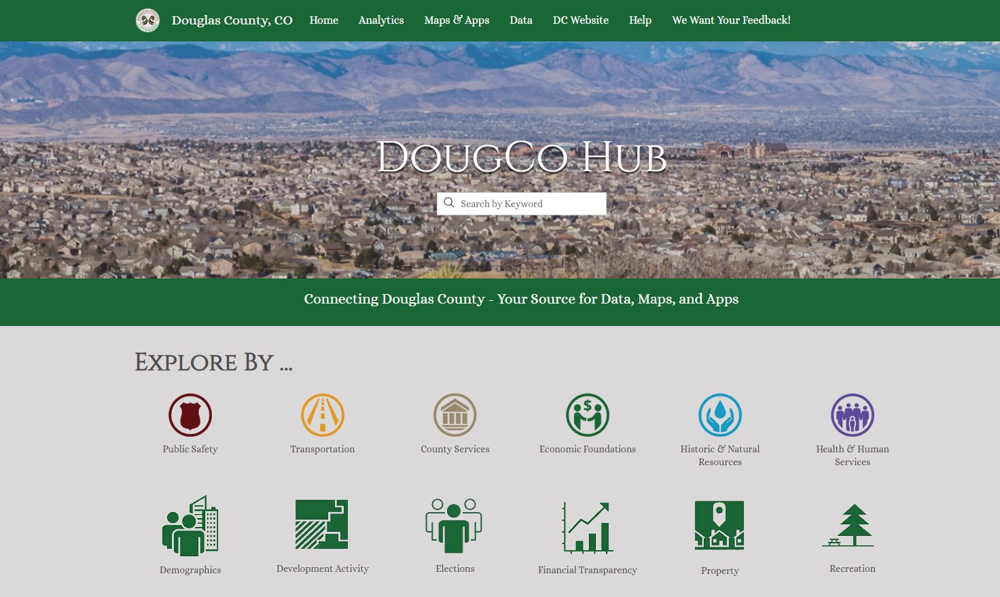 Douglas County, CO Home Analytics Maps & Apps Data DC Website Help We Want Your Feedback!
DougCo Hub
Search by Keyword
Connecting Douglas County - Your Source for Data, Maps, and Apps
Explore By ...
Public Safety Transportation County Services Economic Foundations Historic & Natural Resources Health & Human Services
Demographics Development Activity Elections Financial Transparency Property Recreation